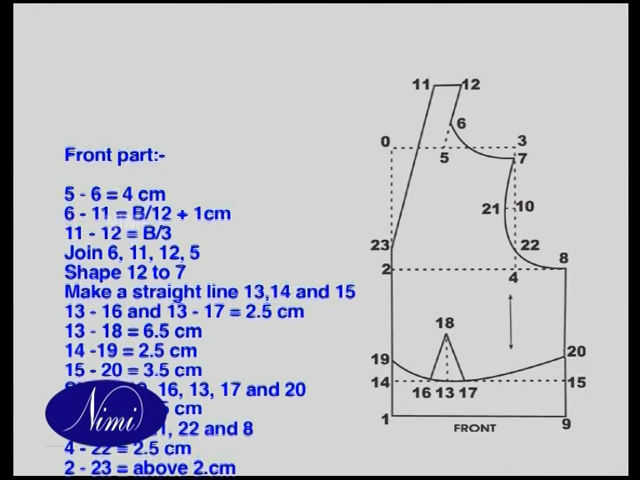 Front part:-
5 - 6 = 4 cm
6 - 11 = B/12 + 1cm
11 - 12 = B/3
Join 6, 11, 12, 5
Shape 12 to 7
Make a straight line 13,14 and 15
13 - 16 and 13 - 17 = 2.5 cm
13 - 18 = 6.5 cm
14 -19 = 2.5 cm
15 - 20 = 3.5 cm
16, 13, 17 and 20
cm
22 and 8
4 - 22 = 2.5 cm
2 - 23 = above 2.cm
Nimi
11 12
6
0 3
5 7
21 10
23 22
2 4 8
18
19 20
14 16 13 17 15
1 9
FRONT